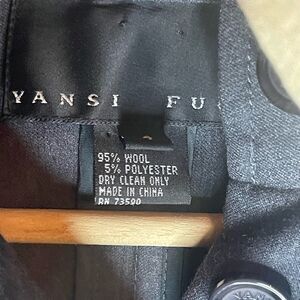 YANSI FU
95% WOOL
5% POLYESTER
DRY CLEAN ONLY
MADE IN CHINA
RN 73590